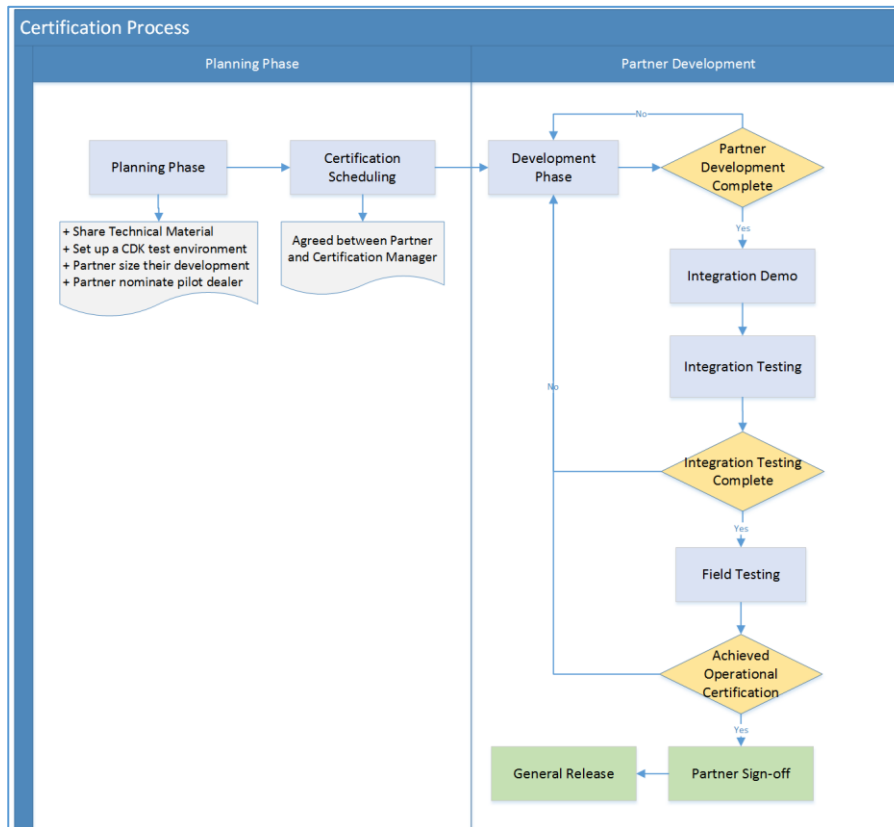 Certification Process
Planning Phase
Partner Development
Planning Phase
Certification
Scheduling
Development
Phase
No
Partner
Development
Complete
+ Share Technical Material
+ Set up a CDK test environment
+ Partner size their development
+ Partner nominate pilot dealer
Agreed between Partner
and Certification Manager
Yes
Integration Demo
Integration Testing
No
Integration Testing
Complete
Yes
Field Testing
Achieved
Operational
Certification
Yes
General Release
Partner Sign-off